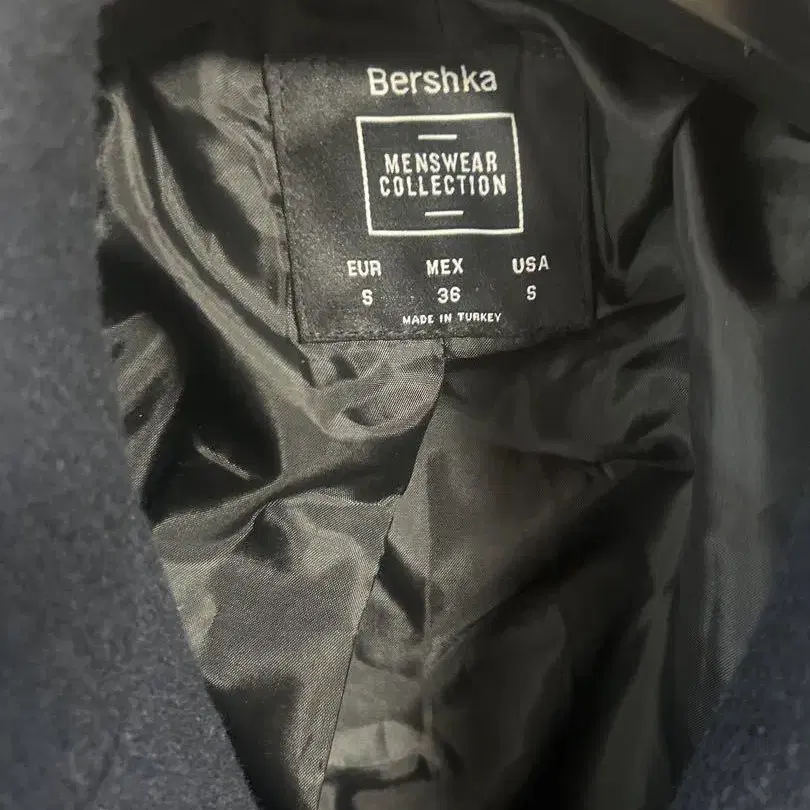 Bershka
MENSWEAR
COLLECTION
EUR MEX USA
S 36 S
MADE IN TURKEY